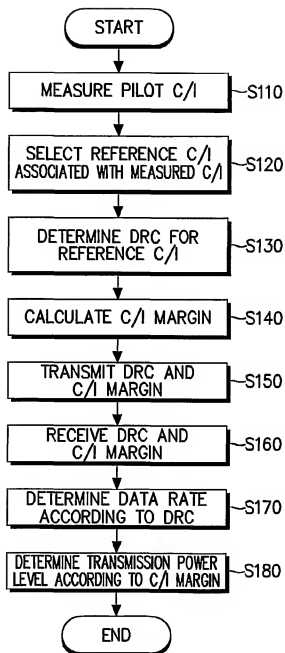 START
MEASURE PILOT C/I
S110
SELECT REFERENCE C/I
ASSOCIATED WITH MEASURED C/I
S120
DETERMINE DRC FOR
REFERENCE C/I
S130
CALCULATE C/I MARGIN
S140
TRANSMIT DRC AND
C/I MARGIN
S150
RECEIVE DRC AND
C/I MARGIN
S160
DETERMINE DATA RATE
ACCORDING TO DRC
S170
DETERMINE TRANSMISSION POWER
LEVEL ACCORDING TO C/I MARGIN
S180
END